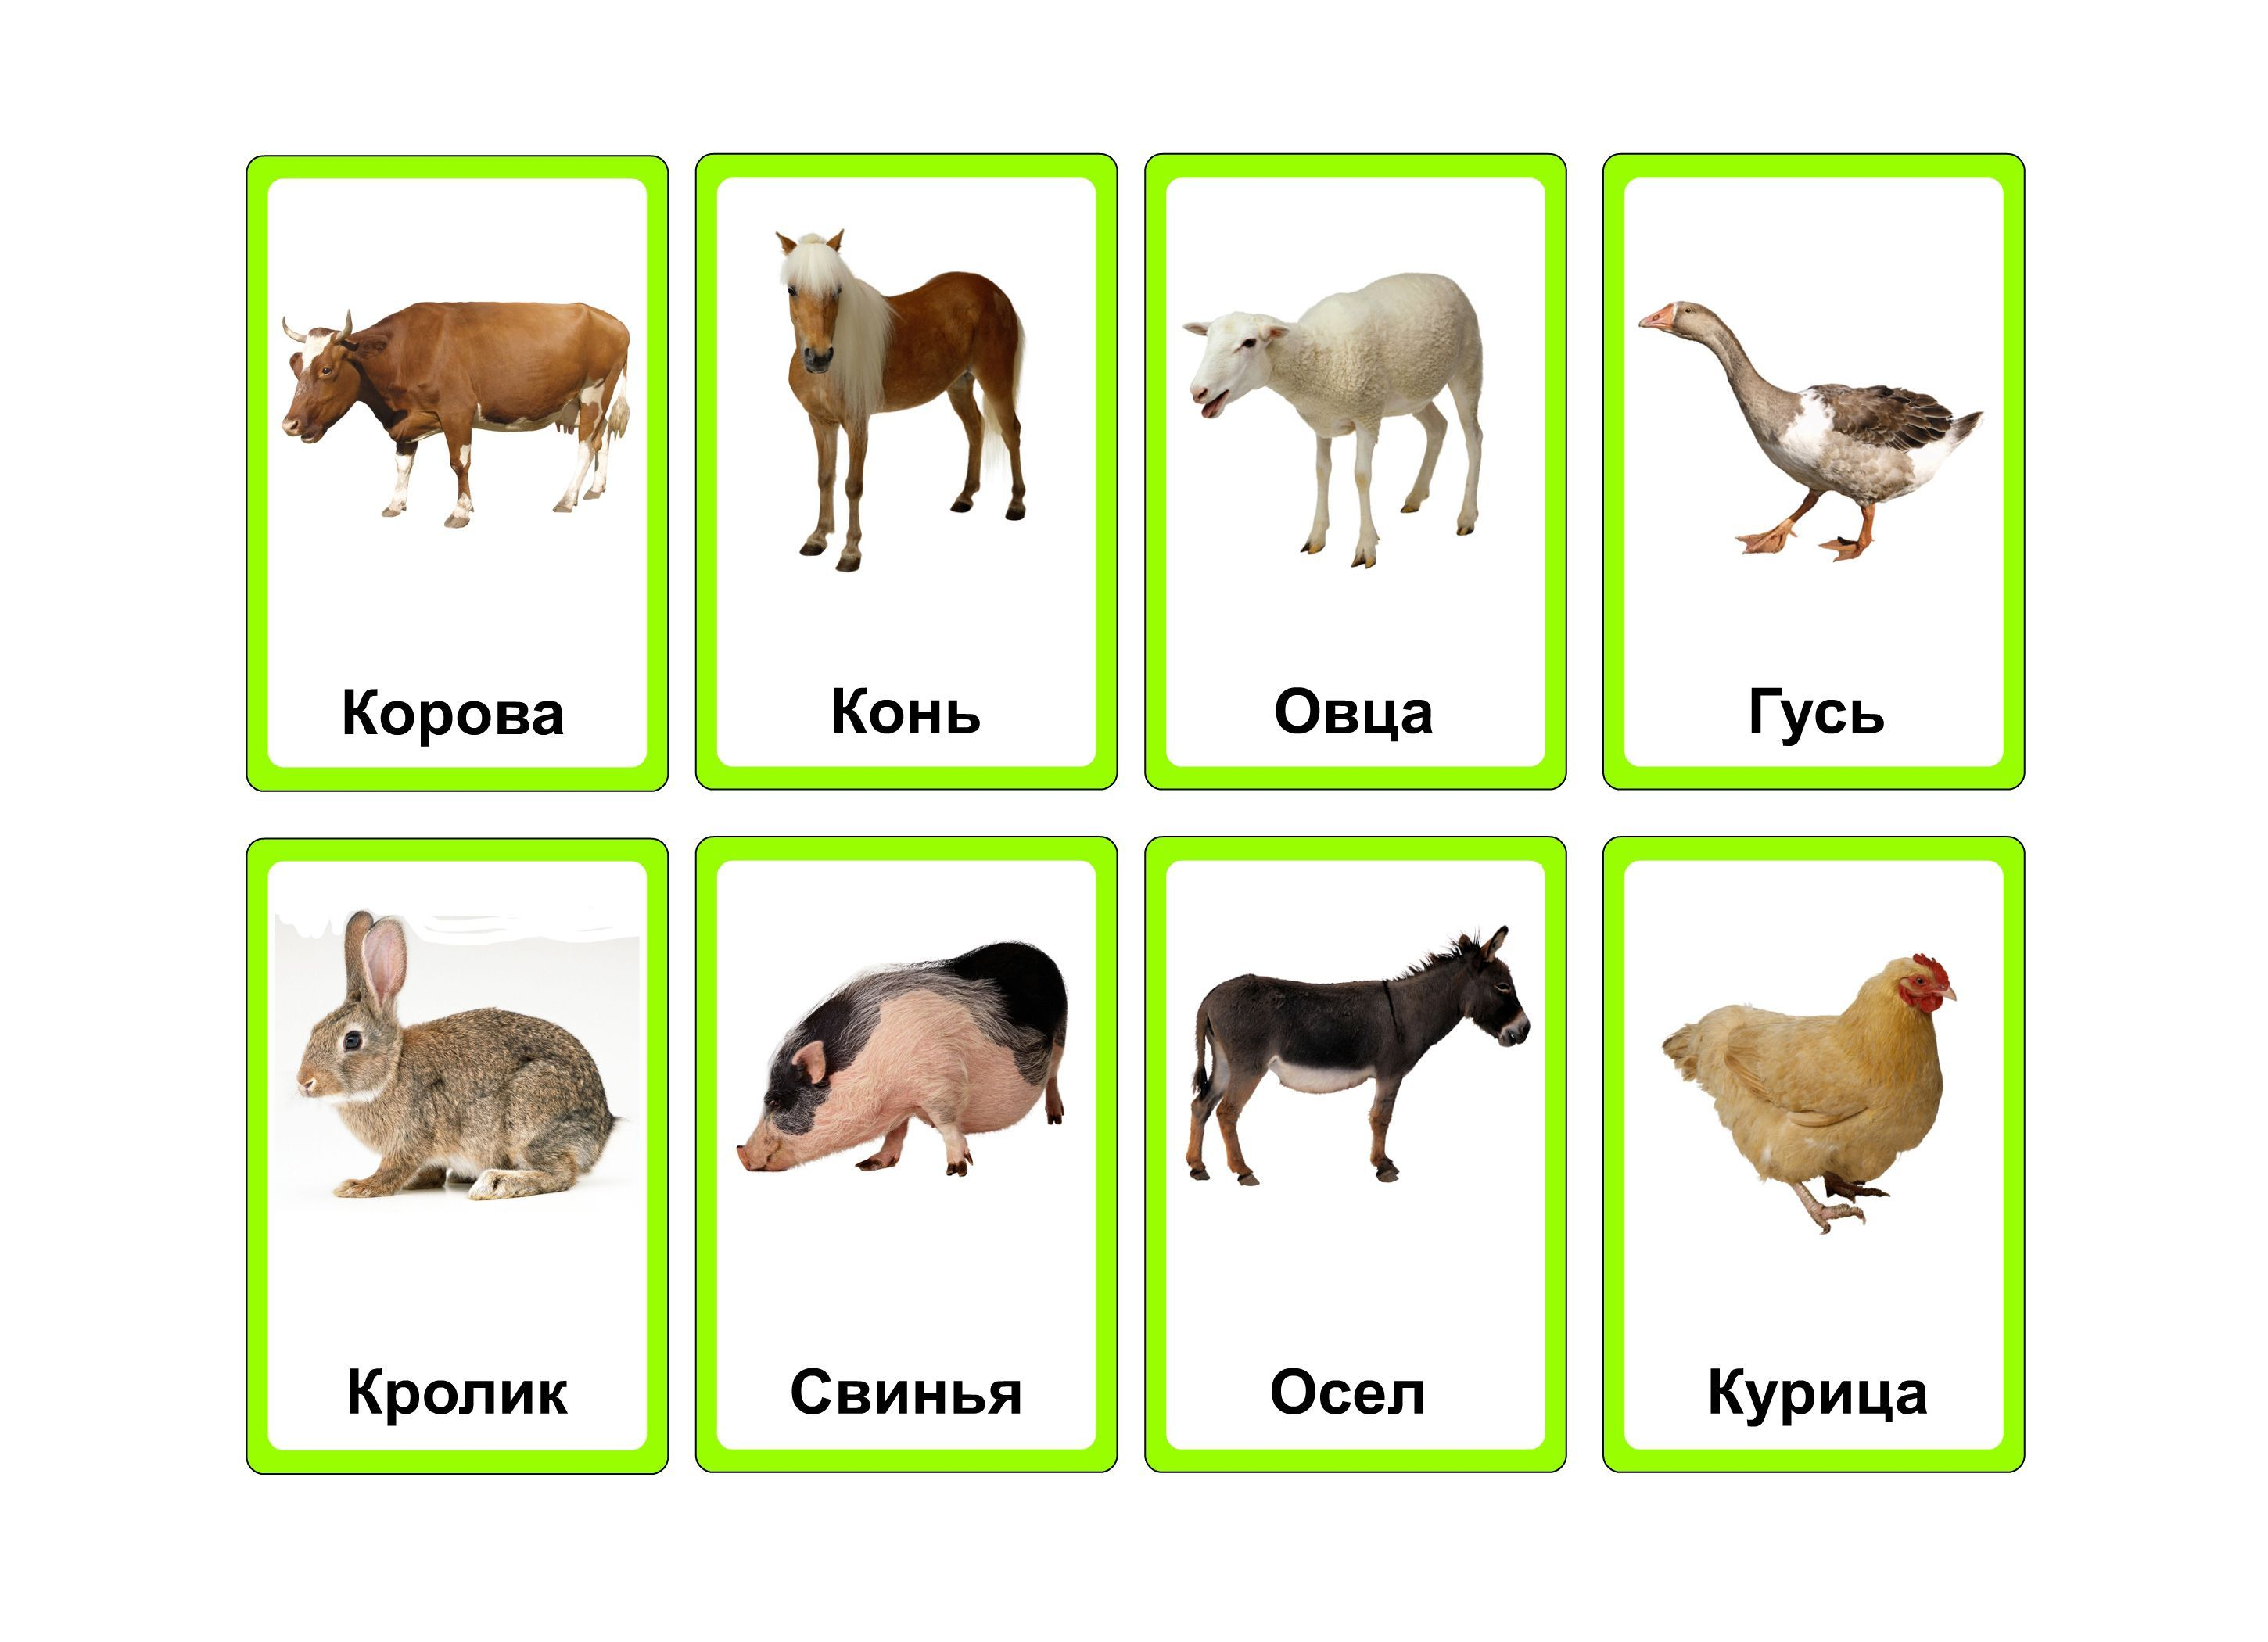 Корова
Конь
Овца
Гусь
Кролик
Свинья
Осел
Курица